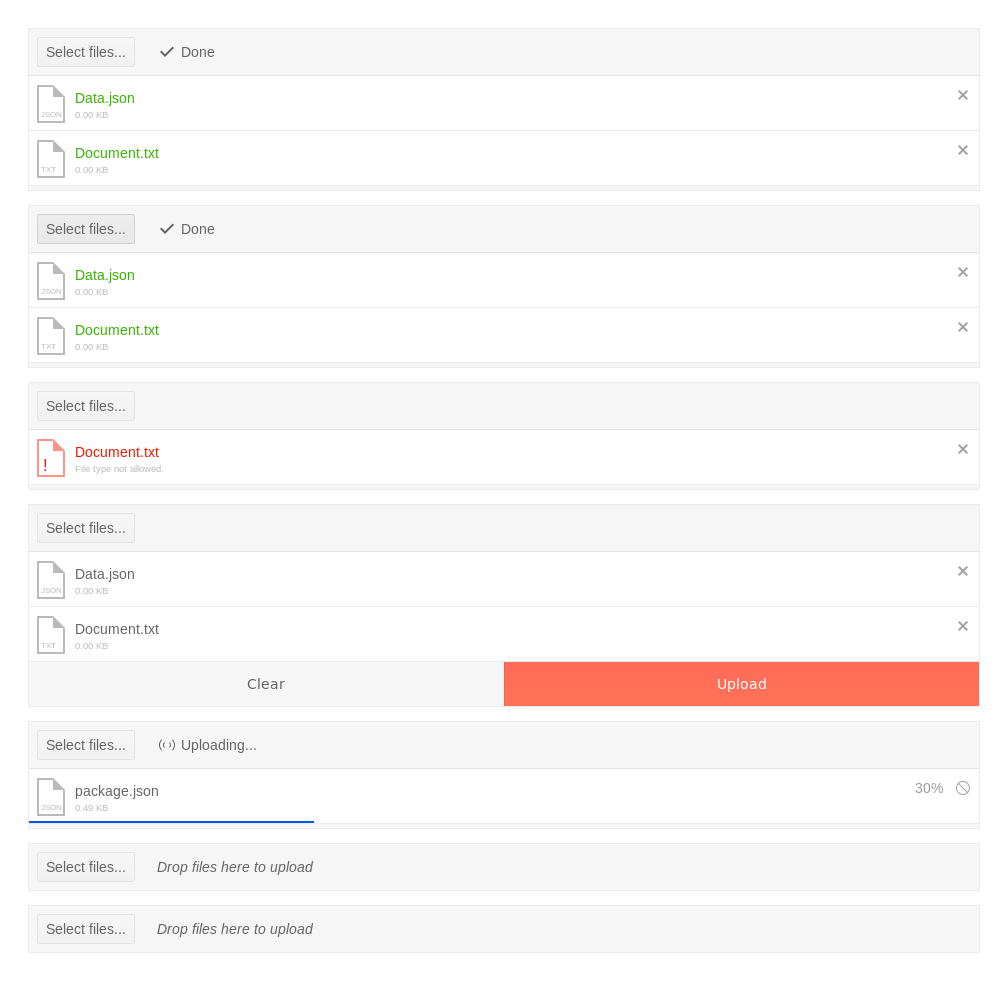 Select files... Done
JSON Data.json
0.00 KB
TXT Document.txt
0.00 KB
Select files... Done
JSON Data.json
0.00 KB
TXT Document.txt
0.00 KB
Select files...
! Document.txt
File type not allowed.
Select files...
JSON Data.json
0.00 KB
TXT Document.txt
0.00 KB
Clear Upload
Select files... Uploading...
JSON package.json 30%
0.49 KB
Select files... Drop files here to upload
Select files... Drop files here to upload